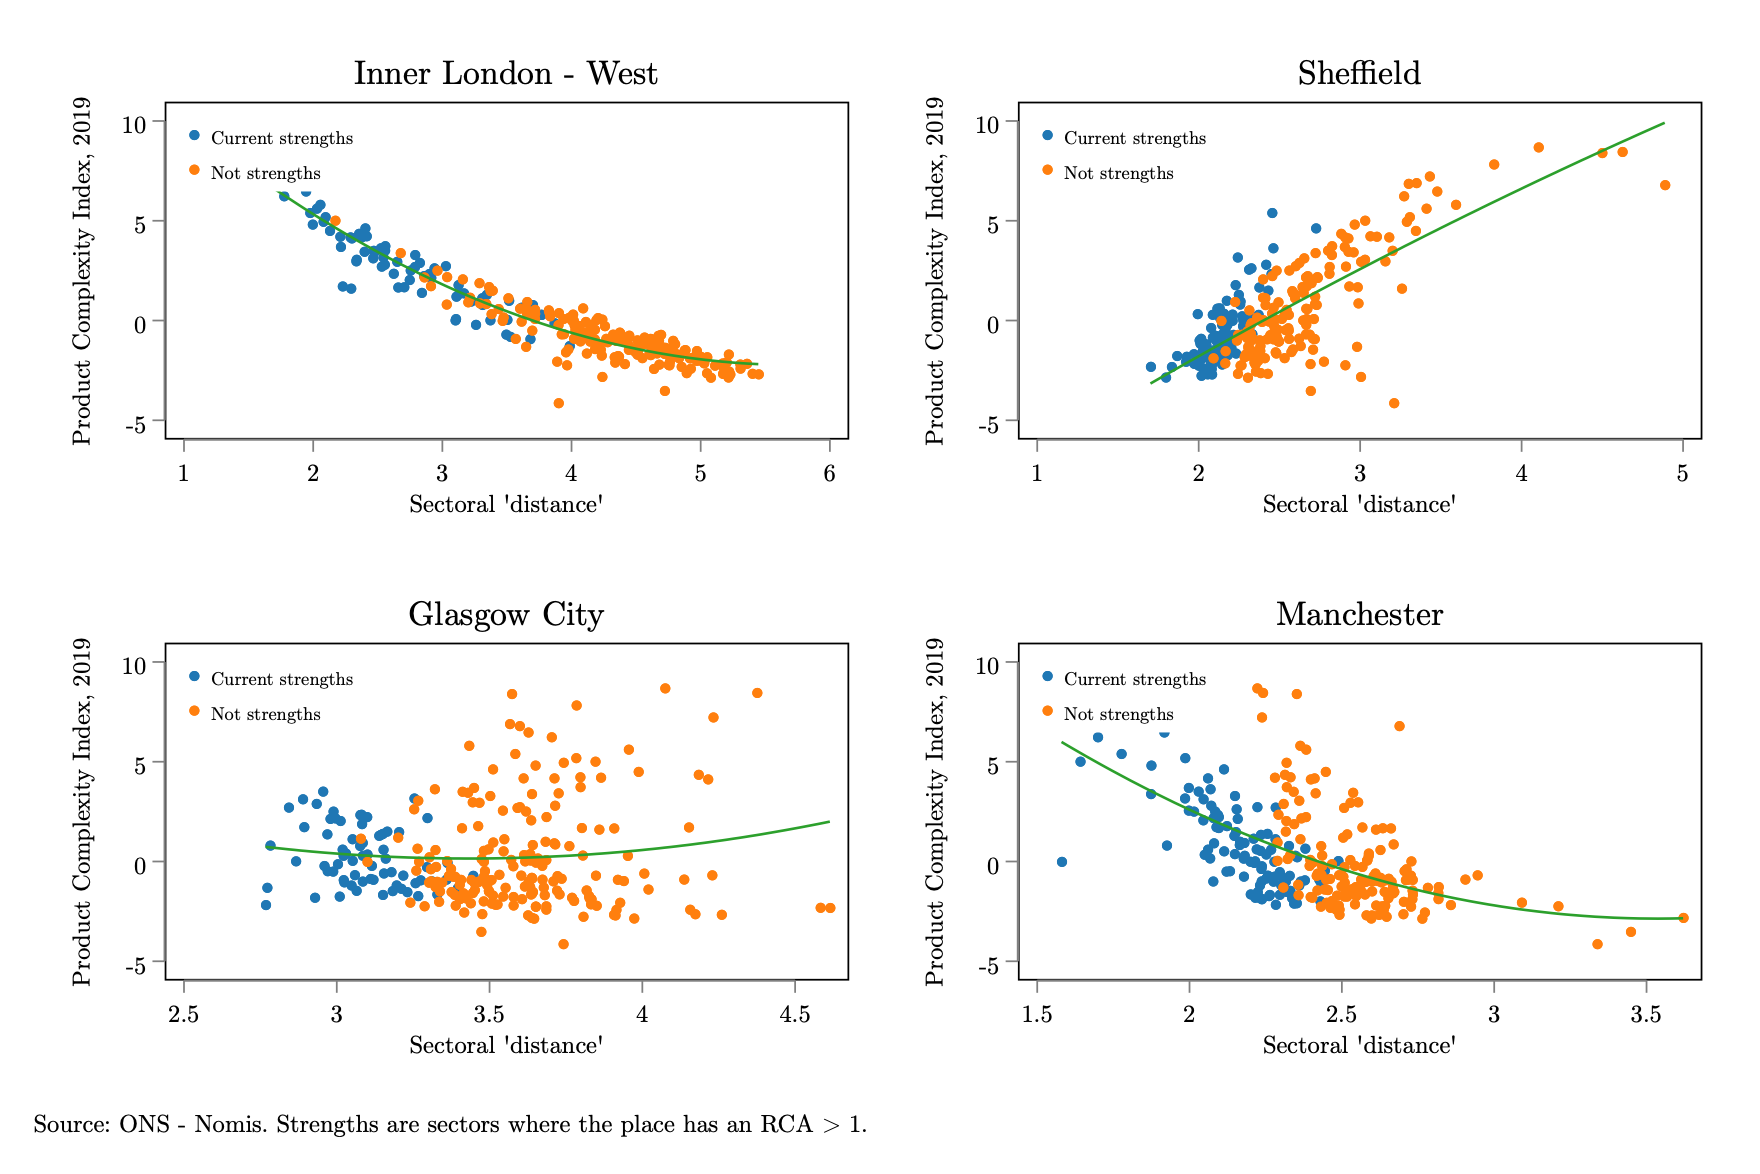 Inner London - West
Product Complexity Index, 2019
10
5
0
-5
Current strengths
Not strengths
1 2 3 4 5 6
Sectoral 'distance'
Sheffield
Product Complexity Index, 2019
10
5
0
-5
Current strengths
Not strengths
1 2 3 4 5
Sectoral 'distance'
Glasgow City
Product Complexity Index, 2019
10
5
0
-5
Current strengths
Not strengths
2.5 3 3.5 4 4.5
Sectoral 'distance'
Manchester
Product Complexity Index, 2019
10
5
0
-5
Current strengths
Not strengths
1.5 2 2.5 3 3.5
Sectoral 'distance'
Source: ONS - Nomis. Strengths are sectors where the place has an RCA > 1.